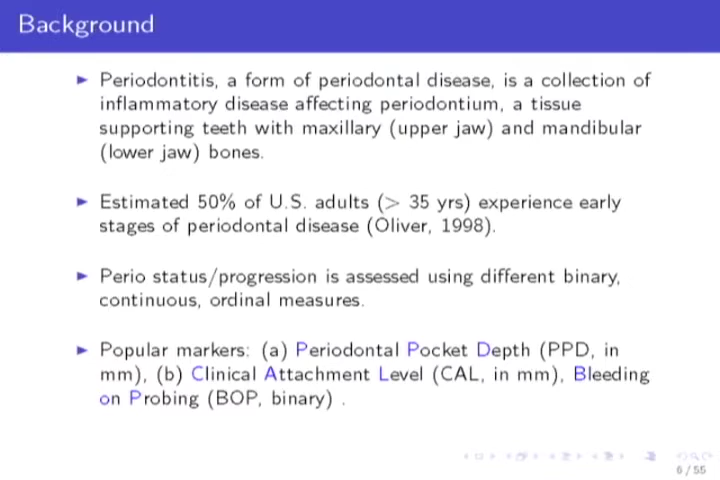 Background
▶ Periodontitis, a form of periodontal disease, is a collection of
inflammatory disease affecting periodontium, a tissue
supporting teeth with maxillary (upper jaw) and mandibular
(lower jaw) bones.
▶ Estimated 50% of U.S. adults (> 35 yrs) experience early
stages of periodontal disease (Oliver, 1998).
▶ Perio status/progression is assessed using different binary,
continuous, ordinal measures.
▶ Popular markers: (a) Periodontal Pocket Depth (PPD, in
mm), (b) Clinical Attachment Level (CAL, in mm), Bleeding
on Probing (BOP, binary) .
6 / 55